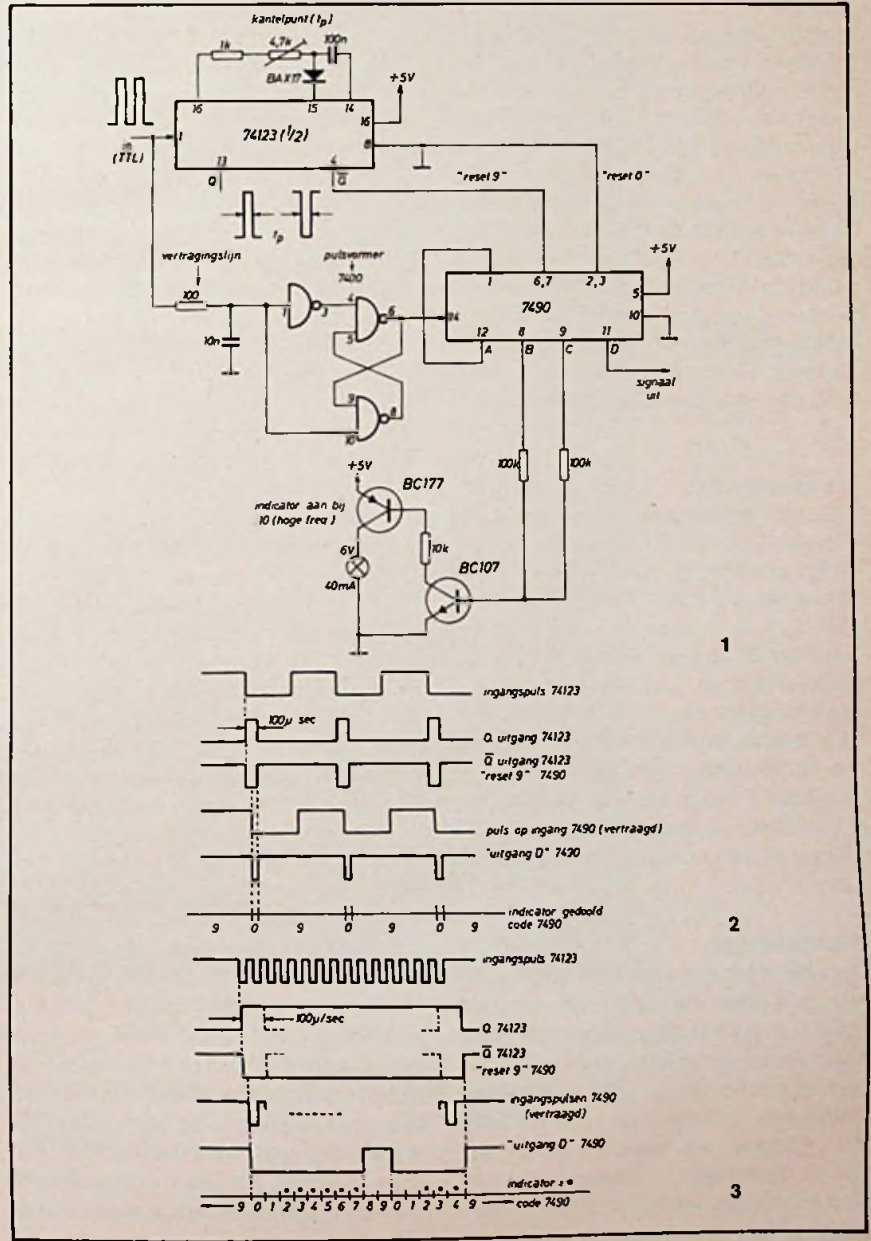 kantelpunt (tp)
1k
4,7k
100n
BAX17
16
15
14
+5V
1
74123 (1/2)
16
8
in
(TTL)
13
4
Q
Q̅
"reset 9"
"reset 0"
tp
vertragingslijn
pulsvormer
7400
+5V
100
1
3
4
5
6
14
1
6,7
2,3
5
7490
10
10n
12
8
9
11
A
B
C
D
9
8
10
signaal
uit
+5V
BC177
100k
100k
indicator aan bij
10 (hoge freq.)
10k
6V
40mA
BC107
1
ingangspuls 74123
100μ sec
Q uitgang 74123
Q̅ uitgang 74123
"reset 9" 7490
puls op ingang 7490 (vertraagd)
"uitgang D" 7490
indicator gedoofd
9 0 9 0 9 0 9 code 7490
2
ingangspuls 74123
100μ/sec
Q 74123
Q̅ 74123
"reset 9" 7490
ingangspulsen 7490
(vertraagd)
"uitgang D" 7490
indicator = *
9 0 1 2 3 4 5 6 7 8 9 0 1 2 3 4 9 code 7490
3